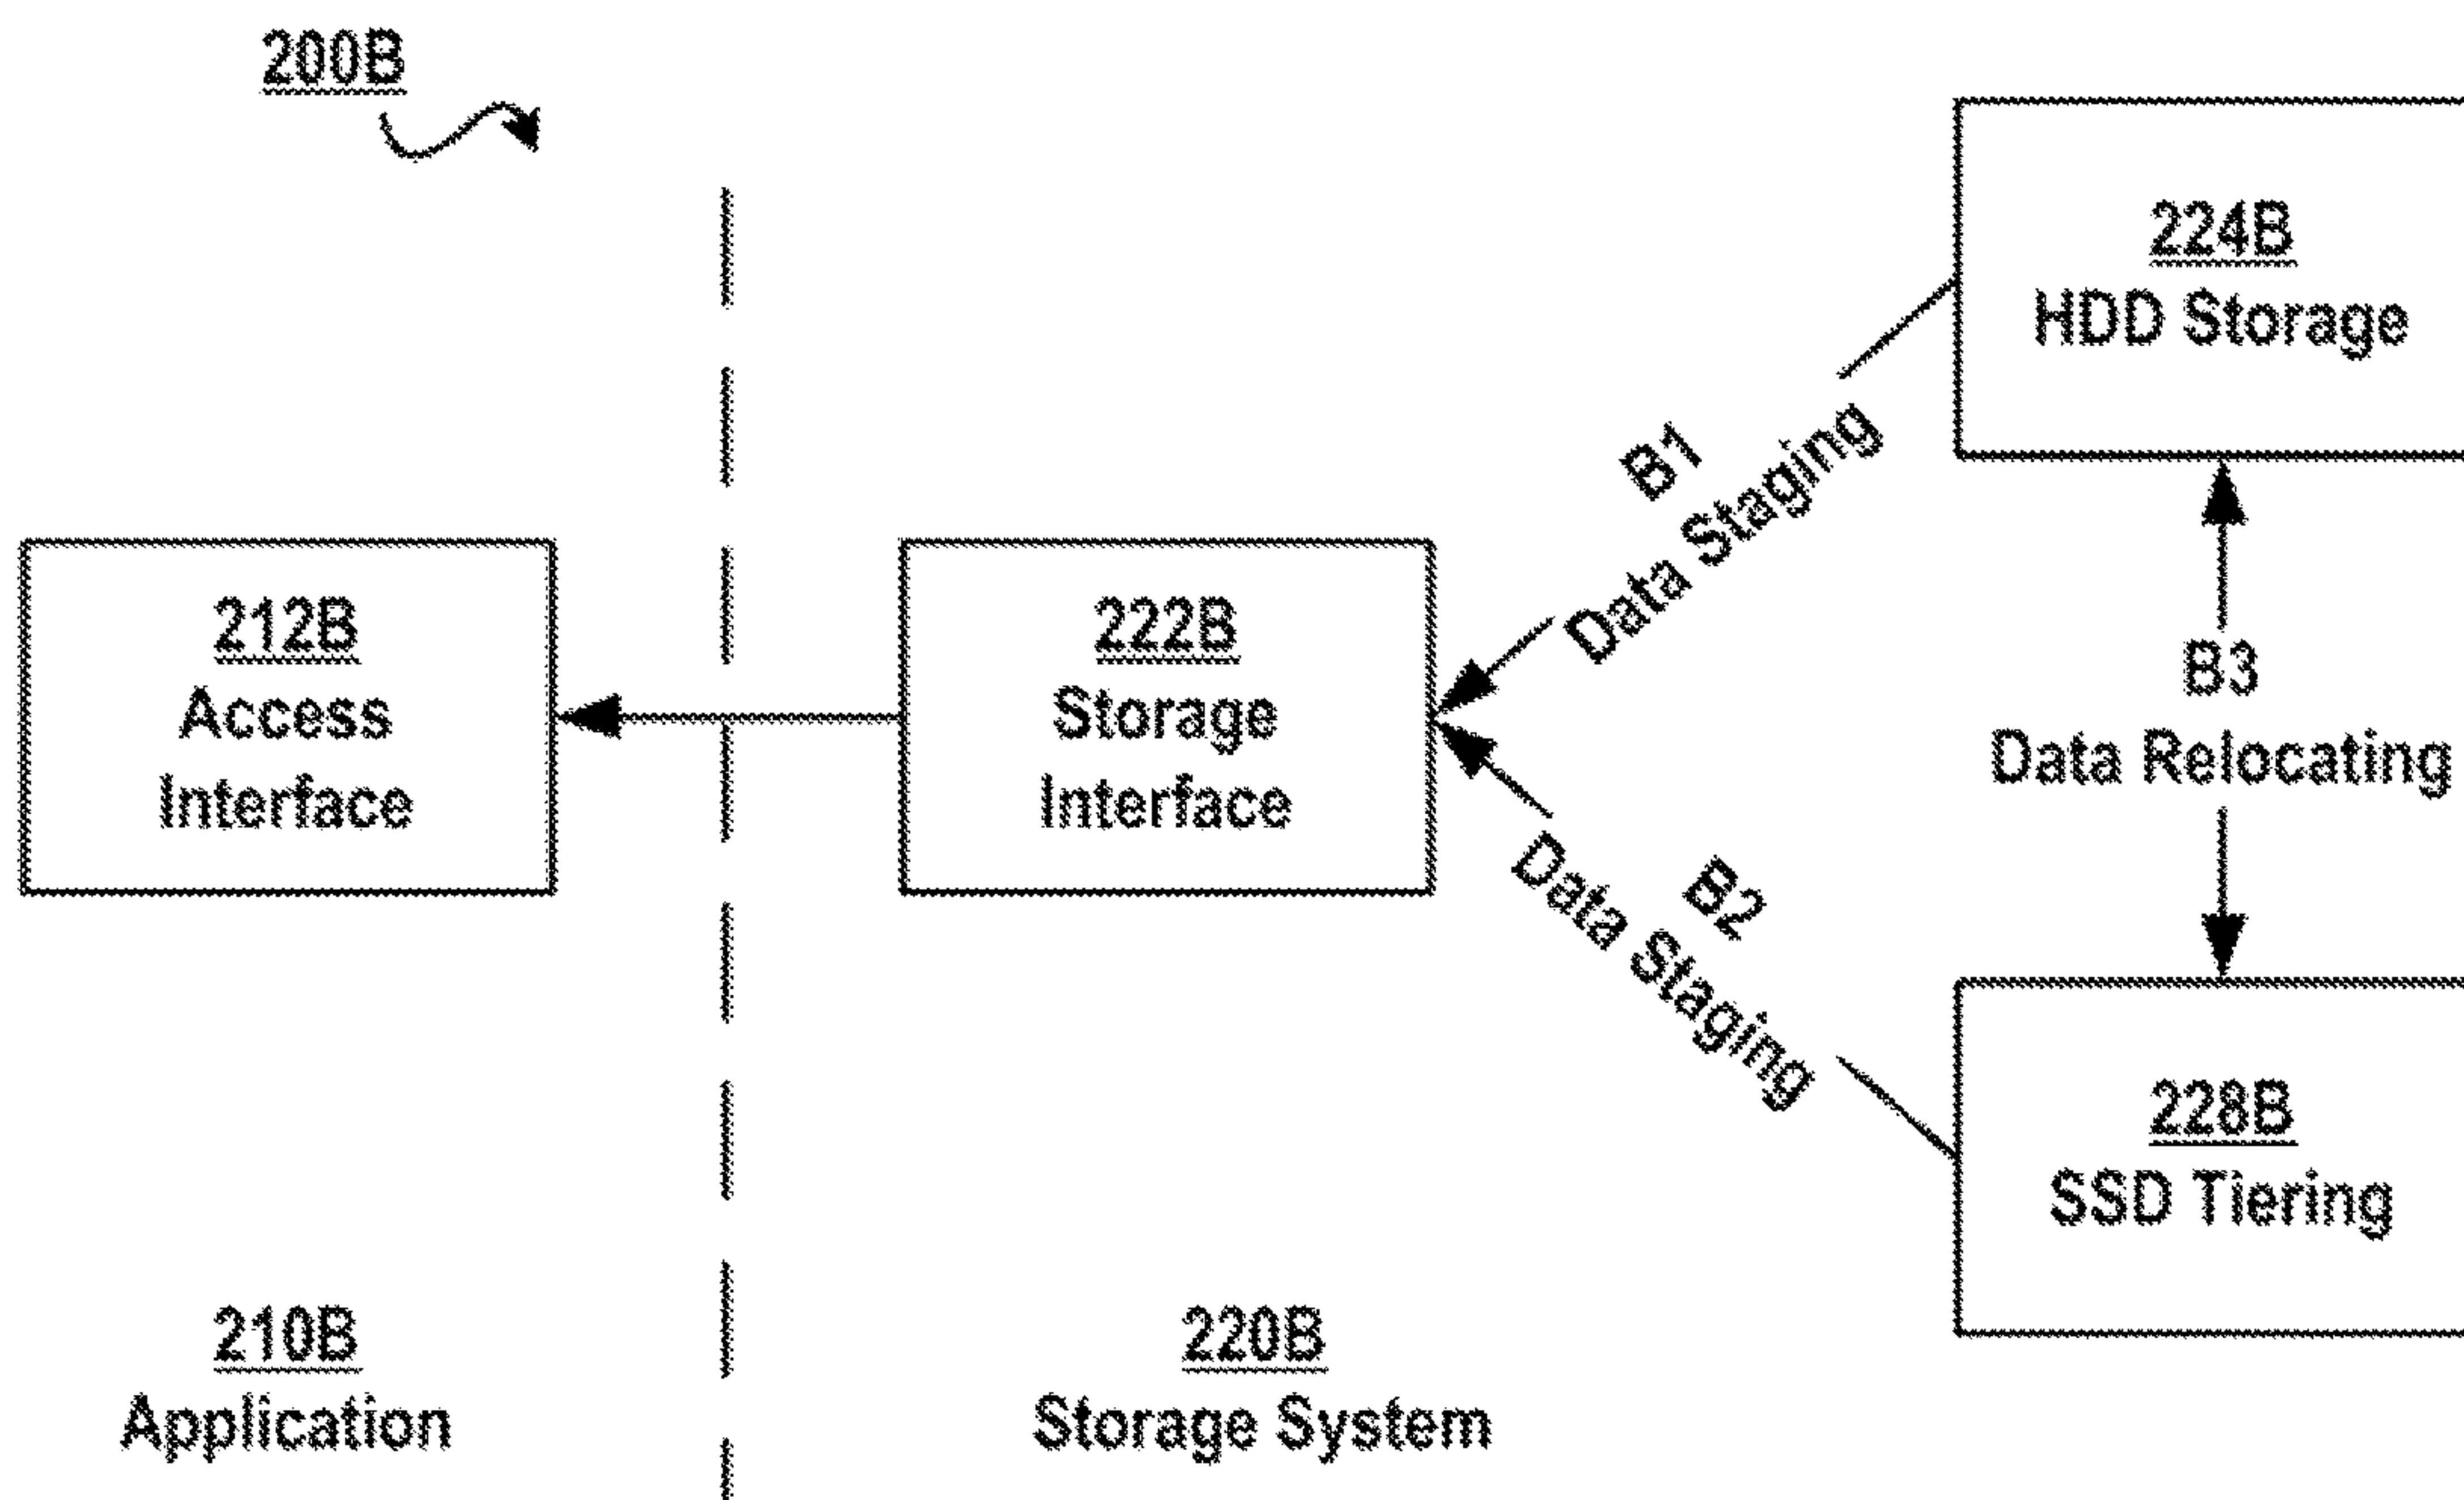 200B
224B
HDD Storage
B1
Data Staging
212B
Access
Interface
222B
Storage
Interface
B3
Data Relocating
B2
Data Staging
228B
SSD Tiering
210B
Application
220B
Storage System